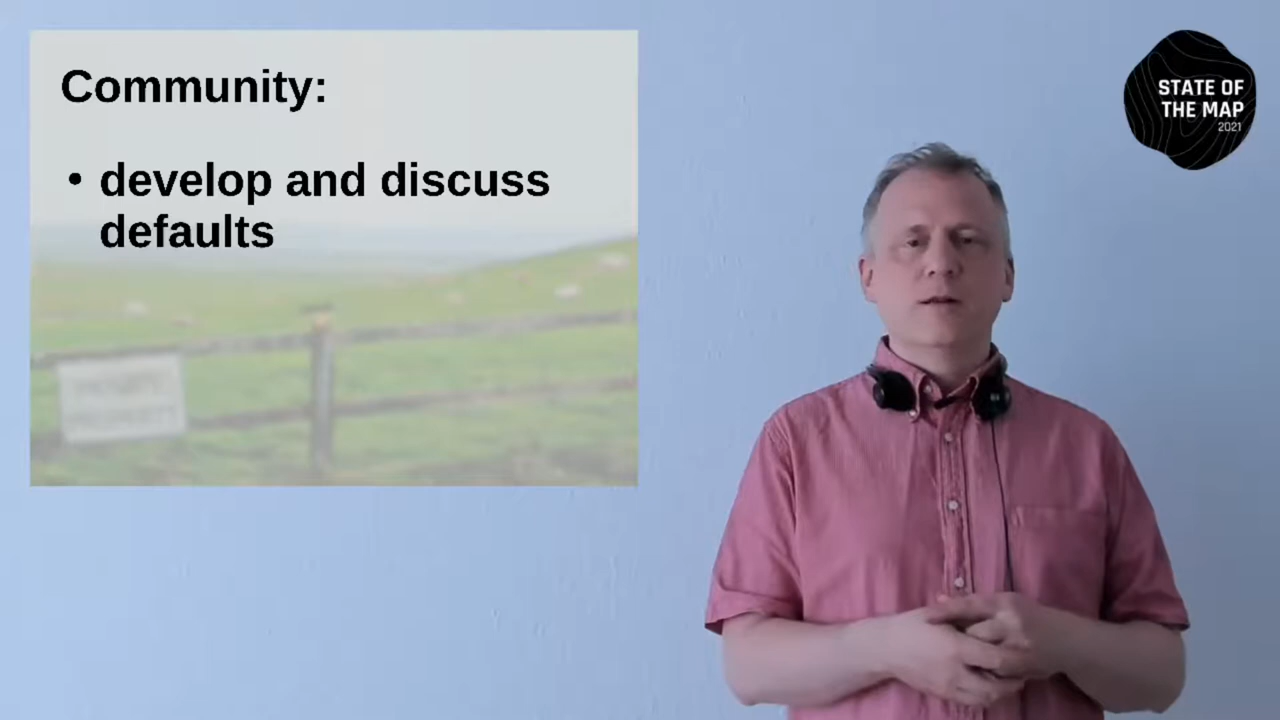 Community:
• develop and discuss
defaults
STATE OF
THE MAP
2021